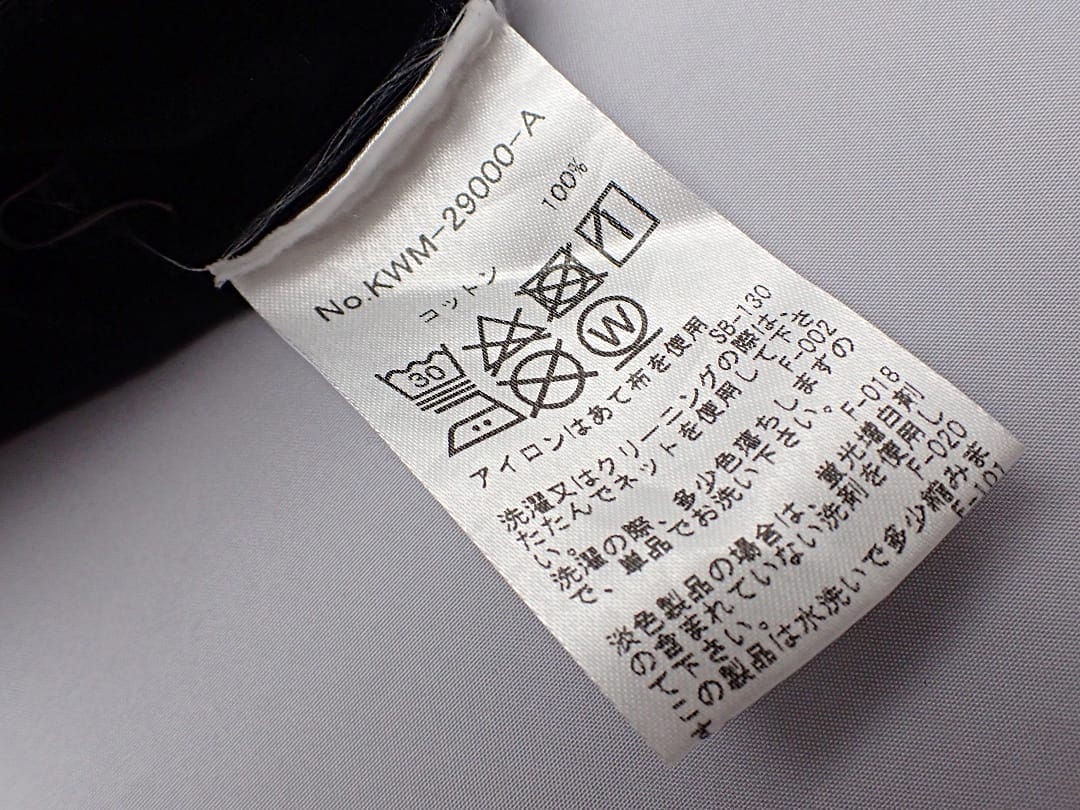 No.KWM-29000-A
コットン 100%
30
W
アイロンはあて布を使用
SB-130
洗濯又はクリーニングの際は、
たたんでネットを使用して下さ
い。 F-002
洗濯の際、多少色落ちしますの
で、単品でお洗い下さい。
F-018
淡色製品の場合は、蛍光増白剤
の含まれていない洗剤を使用し
て下さい。 F-020
この製品は水洗いで多少縮みま
す F-101